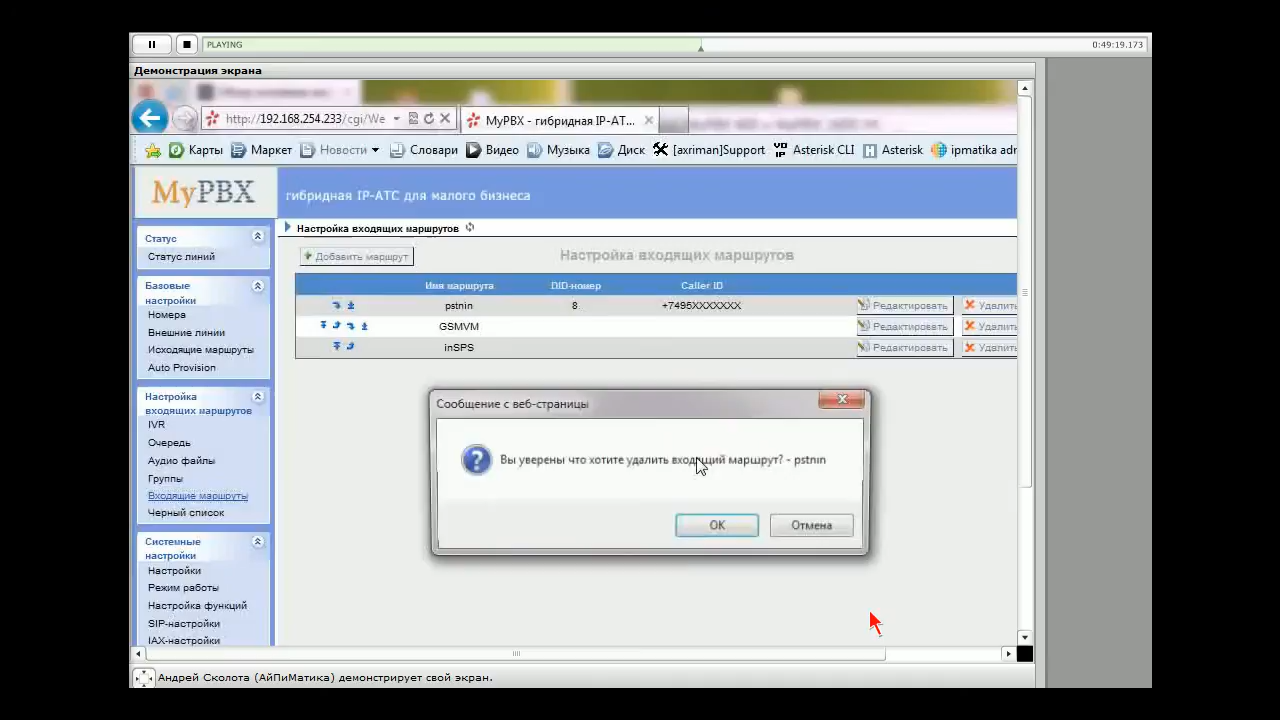 PLAYING
0:49:19.173
Демонстрация экрана
http://192.168.254.233/cgi/We
MyPBX - гибридная IP-АТ...
Карты
Маркет
Новости
Словари
Видео
Музыка
Диск
[axriman]Support
Asterisk CLI
Asterisk
ipmatika adm
MyPBX
гибридная IP-АТС для малого бизнеса
Статус
Статус линий
Базовые
настройки
Номера
Внешние линии
Исходящие маршруты
Auto Provision
Настройка
входящих маршрутов
IVR
Очередь
Аудио файлы
Группы
Входящие маршруты
Черный список
Системные
настройки
Настройки
Режим работы
Настройка функций
SIP-настройки
IAX-настройки
Настройка входящих маршрутов
Добавить маршрут
Настройка входящих маршрутов
Имя маршрута DID-номер Caller ID
pstnin 8 +7495XXXXXXX Редактировать Удалить
GSMVM Редактировать Удалить
inSPS Редактировать Удалить
Сообщение с веб-страницы
Вы уверены что хотите удалить входящий маршрут? - pstnin
OK
Отмена
Андрей Сколота (АйПиМатика) демонстрирует свой экран.